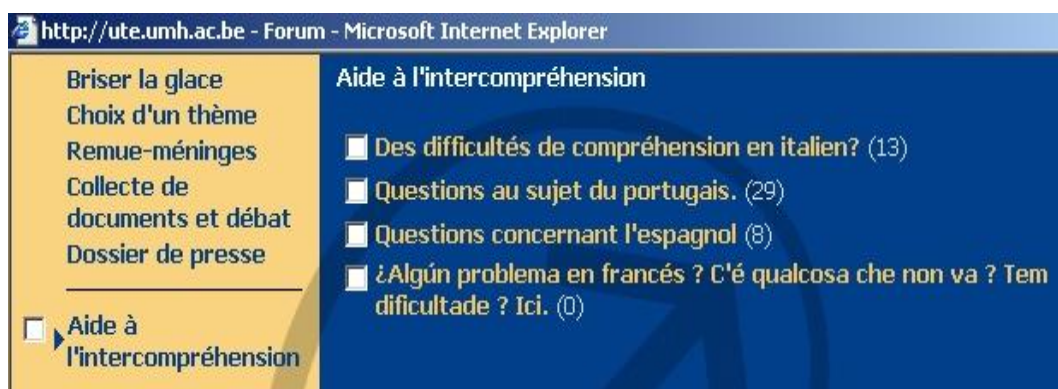 http://ute.umh.ac.be - Forum - Microsoft Internet Explorer
Briser la glace
Choix d'un thème
Remue-méninges
Collecte de
documents et débat
Dossier de presse
Aide à
l'intercompréhension
Aide à l'intercompréhension
Des difficultés de compréhension en italien? (13)
Questions au sujet du portugais. (29)
Questions concernant l'espagnol (8)
¿Algún problema en francés ? C'é qualcosa che non va ? Tem
dificultade ? Ici. (0)